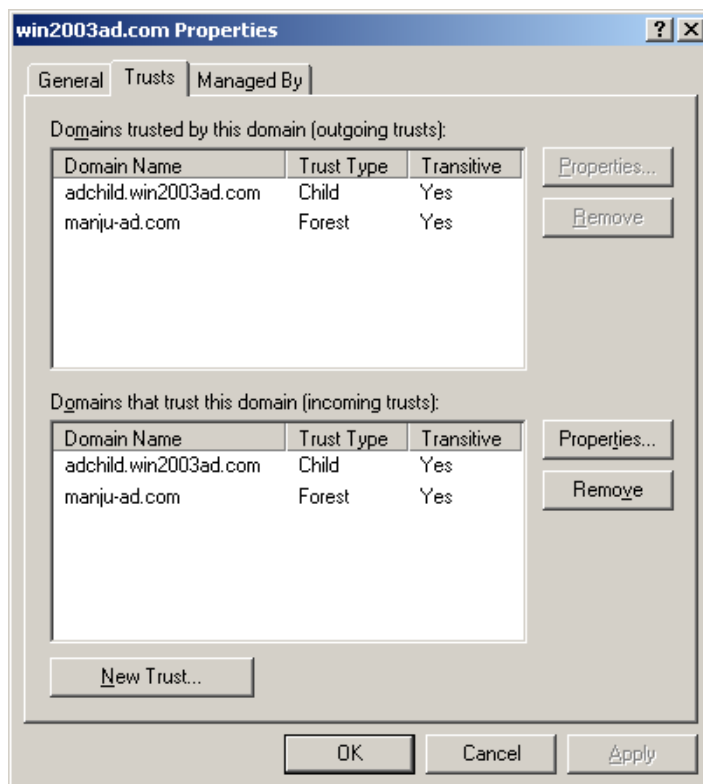 win2003ad.com Properties
General Trusts Managed By
Domains trusted by this domain (outgoing trusts):
Domain Name Trust Type Transitive
adchild.win2003ad.com Child Yes
manju-ad.com Forest Yes
Properties...
Remove
Domains that trust this domain (incoming trusts):
Domain Name Trust Type Transitive
adchild.win2003ad.com Child Yes
manju-ad.com Forest Yes
Properties...
Remove
New Trust...
OK Cancel Apply